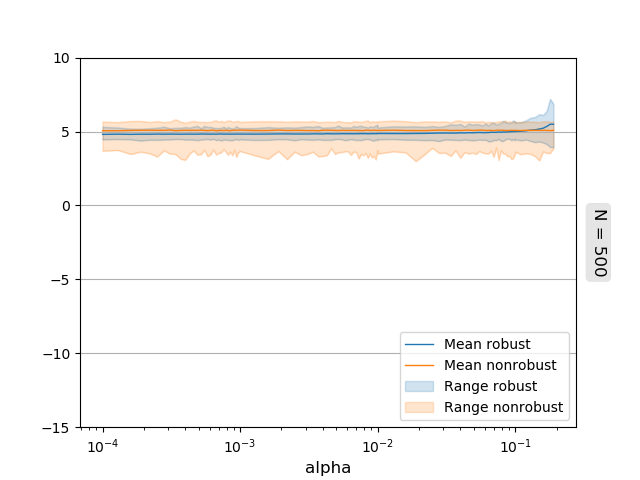 10
5
0
−5
−10
−15
10⁻⁴
10⁻³
10⁻²
10⁻¹
alpha
N = 500
Mean robust
Mean nonrobust
Range robust
Range nonrobust